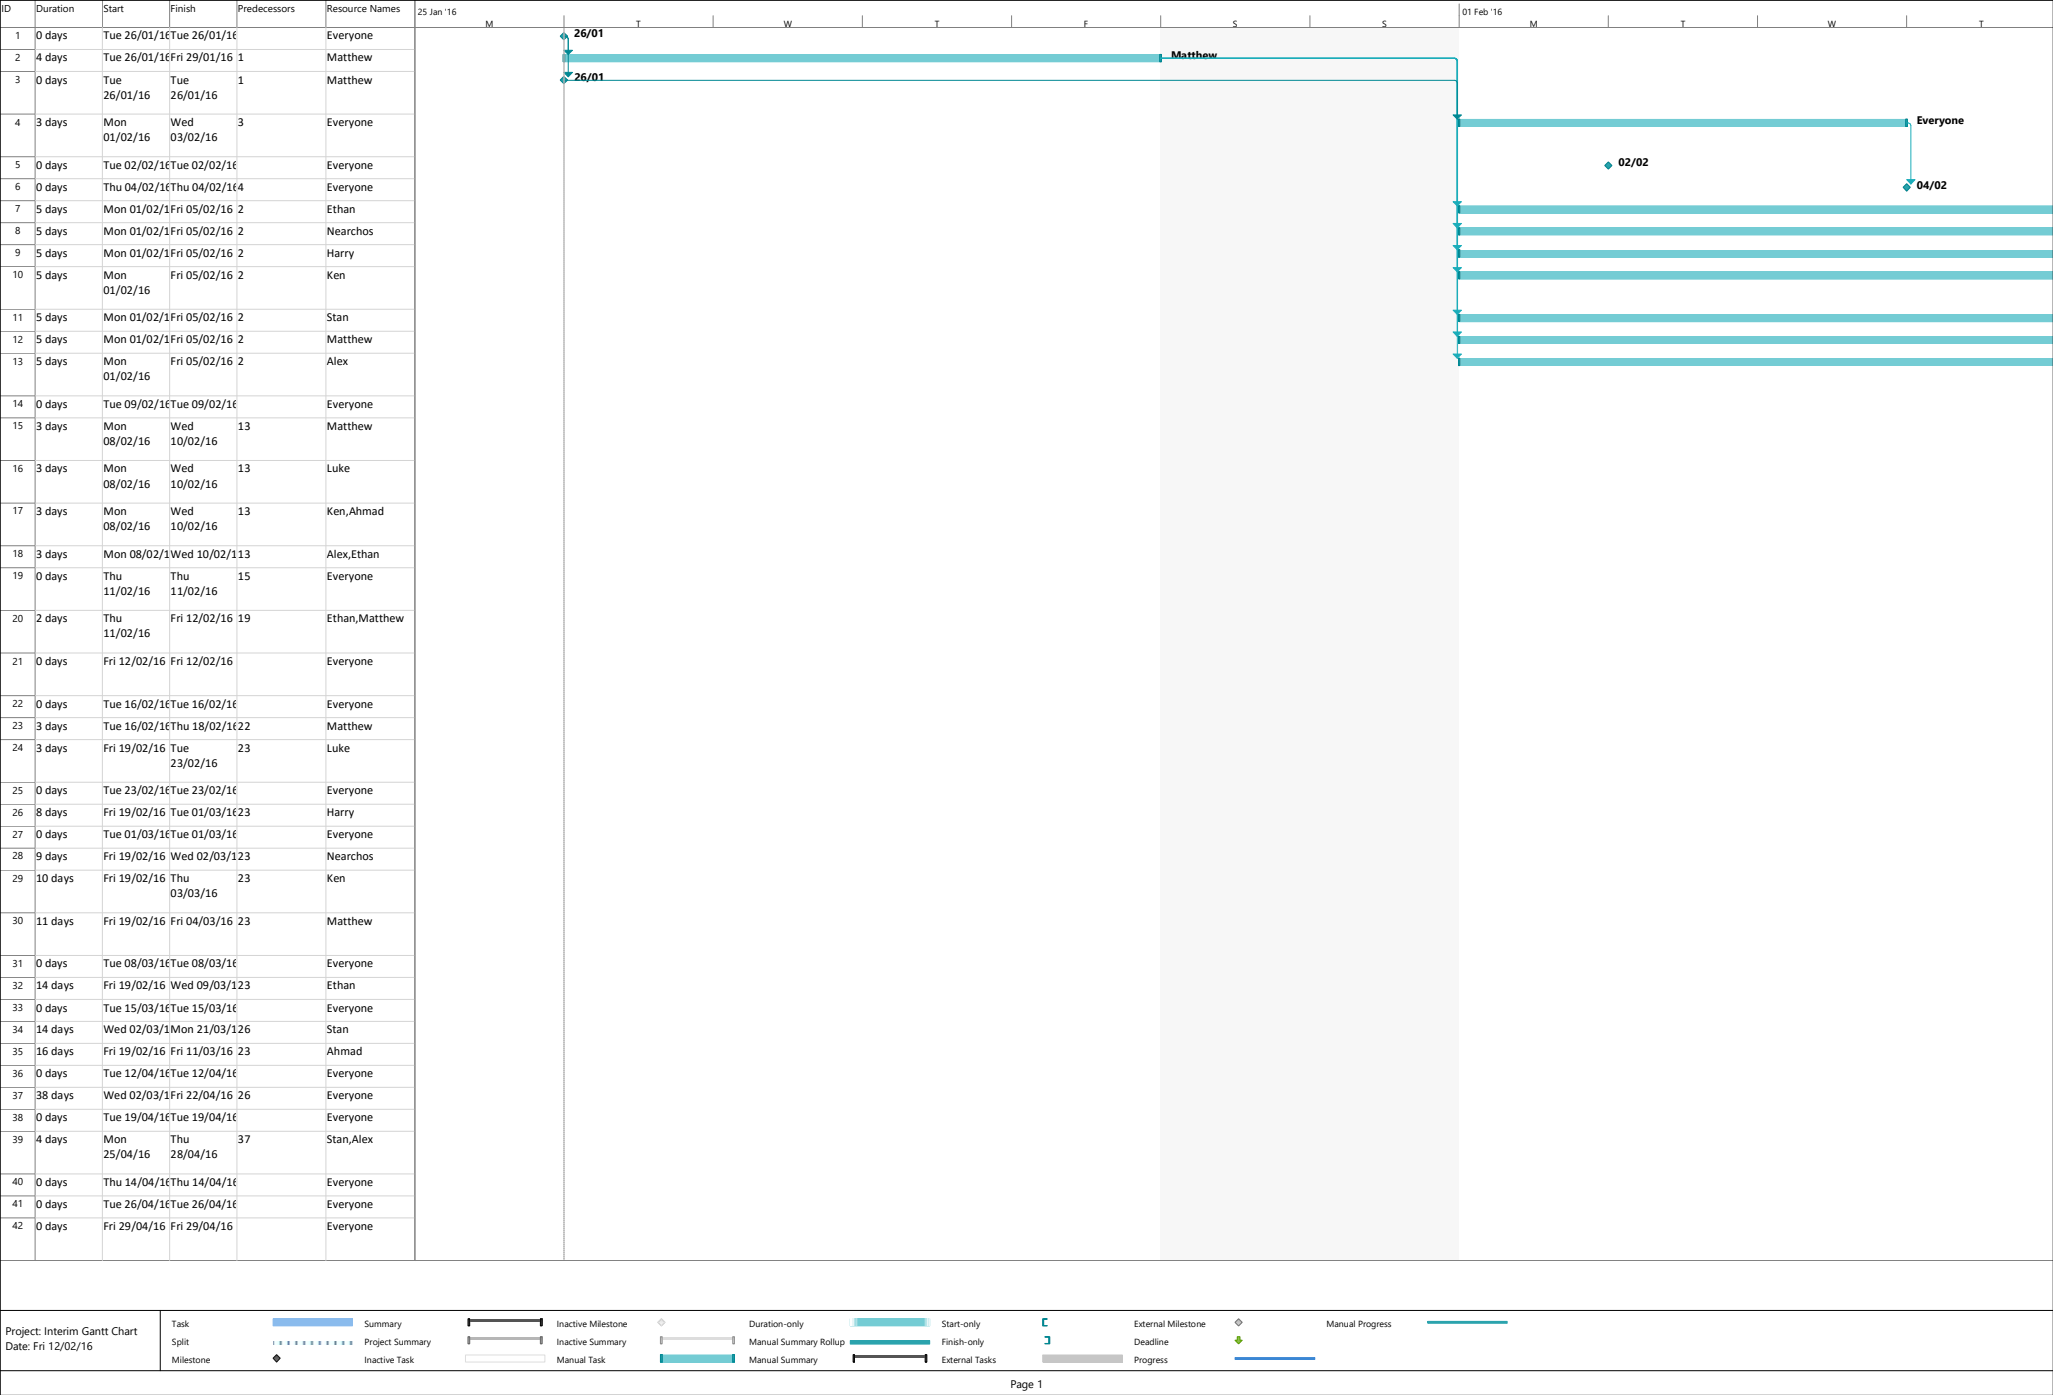 ID Duration Start Finish Predecessors Resource Names 25 Jan '16 01 Feb '16
M T W T F S S M T W T
1 0 days Tue 26/01/16 Tue 26/01/16 Everyone 26/01
2 4 days Tue 26/01/16 Fri 29/01/16 1 Matthew Matthew
3 0 days Tue 26/01/16 Tue 26/01/16 1 Matthew 26/01
4 3 days Mon 01/02/16 Wed 03/02/16 3 Everyone Everyone
5 0 days Tue 02/02/16 Tue 02/02/16 Everyone 02/02
6 0 days Thu 04/02/16 Thu 04/02/16 4 Everyone 04/02
7 5 days Mon 01/02/1 Fri 05/02/16 2 Ethan
8 5 days Mon 01/02/1 Fri 05/02/16 2 Nearchos
9 5 days Mon 01/02/1 Fri 05/02/16 2 Harry
10 5 days Mon 01/02/16 Fri 05/02/16 2 Ken
11 5 days Mon 01/02/1 Fri 05/02/16 2 Stan
12 5 days Mon 01/02/1 Fri 05/02/16 2 Matthew
13 5 days Mon 01/02/16 Fri 05/02/16 2 Alex
14 0 days Tue 09/02/16 Tue 09/02/16 Everyone
15 3 days Mon 08/02/16 Wed 10/02/16 13 Matthew
16 3 days Mon 08/02/16 Wed 10/02/16 13 Luke
17 3 days Mon 08/02/16 Wed 10/02/16 13 Ken,Ahmad
18 3 days Mon 08/02/1 Wed 10/02/1 13 Alex,Ethan
19 0 days Thu 11/02/16 Thu 11/02/16 15 Everyone
20 2 days Thu 11/02/16 Fri 12/02/16 19 Ethan,Matthew
21 0 days Fri 12/02/16 Fri 12/02/16 Everyone
22 0 days Tue 16/02/16 Tue 16/02/16 Everyone
23 3 days Tue 16/02/16 Thu 18/02/16 22 Matthew
24 3 days Fri 19/02/16 Tue 23/02/16 23 Luke
25 0 days Tue 23/02/16 Tue 23/02/16 Everyone
26 8 days Fri 19/02/16 Tue 01/03/16 23 Harry
27 0 days Tue 01/03/16 Tue 01/03/16 Everyone
28 9 days Fri 19/02/16 Wed 02/03/1 23 Nearchos
29 10 days Fri 19/02/16 Thu 03/03/16 23 Ken
30 11 days Fri 19/02/16 Fri 04/03/16 23 Matthew
31 0 days Tue 08/03/16 Tue 08/03/16 Everyone
32 14 days Fri 19/02/16 Wed 09/03/1 23 Ethan
33 0 days Tue 15/03/16 Tue 15/03/16 Everyone
34 14 days Wed 02/03/1 Mon 21/03/1 26 Stan
35 16 days Fri 19/02/16 Fri 11/03/16 23 Ahmad
36 0 days Tue 12/04/16 Tue 12/04/16 Everyone
37 38 days Wed 02/03/1 Fri 22/04/16 26 Everyone
38 0 days Tue 19/04/16 Tue 19/04/16 Everyone
39 4 days Mon 25/04/16 Thu 28/04/16 37 Stan,Alex
40 0 days Thu 14/04/16 Thu 14/04/16 Everyone
41 0 days Tue 26/04/16 Tue 26/04/16 Everyone
42 0 days Fri 29/04/16 Fri 29/04/16 Everyone
Project: Interim Gantt Chart
Date: Fri 12/02/16
Task Summary Inactive Milestone Duration-only Start-only External Milestone Manual Progress
Split Project Summary Inactive Summary Manual Summary Rollup Finish-only Deadline
Milestone Inactive Task Manual Task Manual Summary External Tasks Progress
Page 1